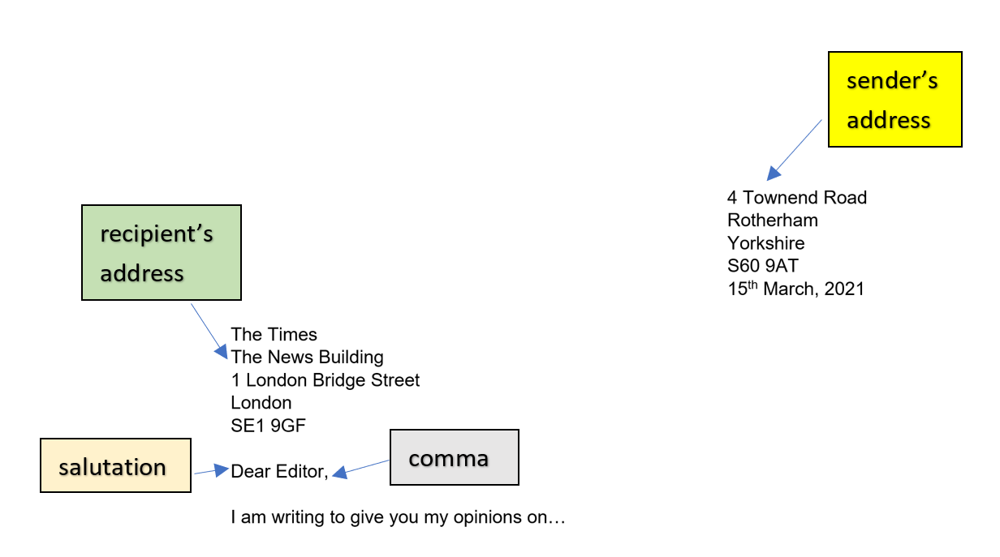 sender’s
address
4 Townend Road
Rotherham
Yorkshire
S60 9AT
15th March, 2021
recipient’s
address
The Times
The News Building
1 London Bridge Street
London
SE1 9GF
salutation
Dear Editor,
comma
I am writing to give you my opinions on…